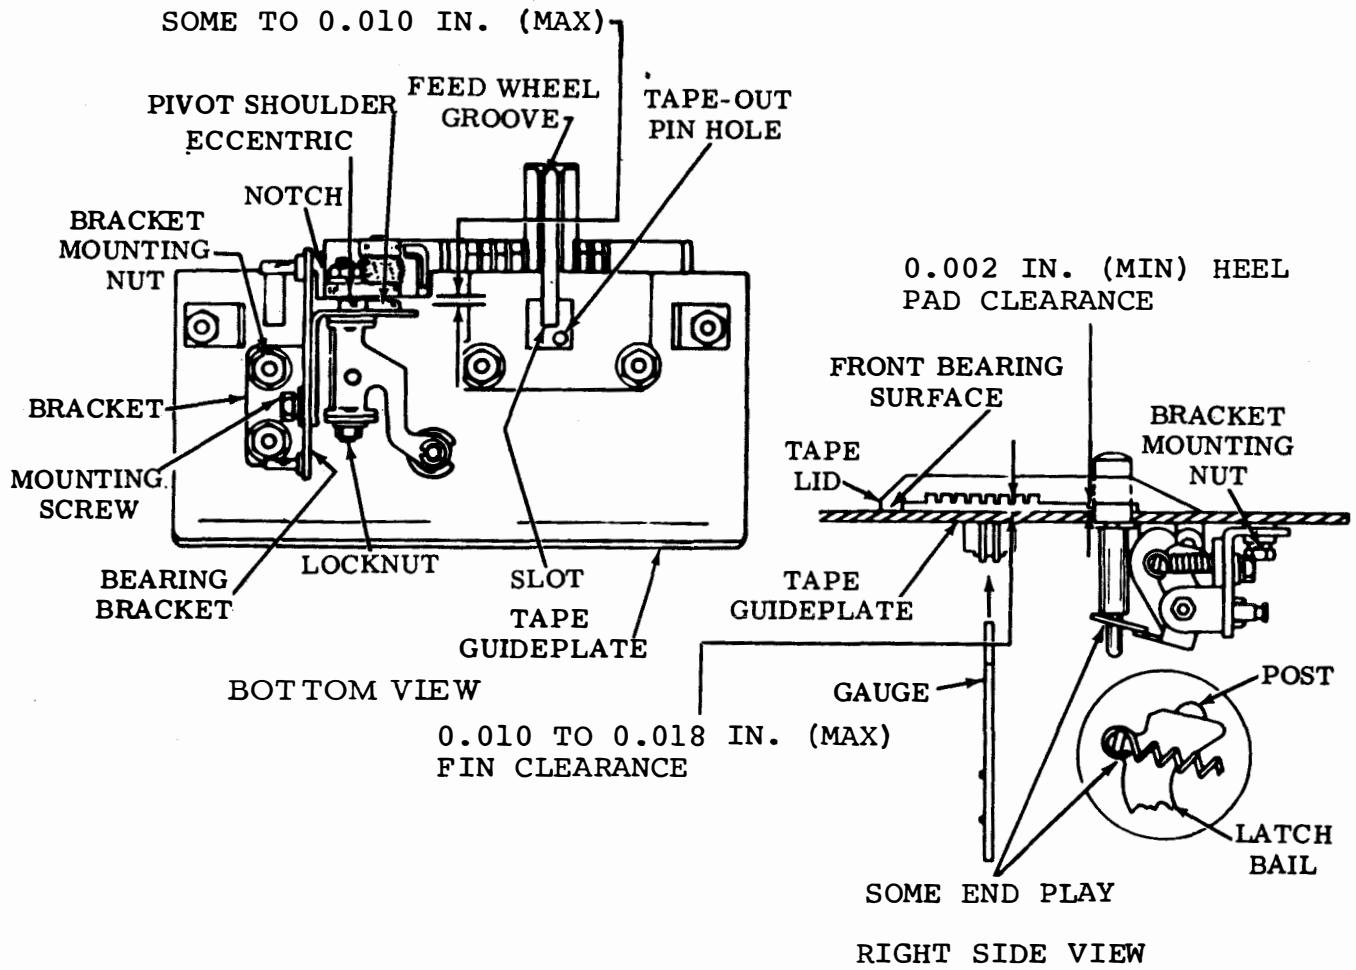 SOME TO 0.010 IN. (MAX)
FEED WHEEL
GROOVE
TAPE-OUT
PIN HOLE
PIVOT SHOULDER
ECCENTRIC
NOTCH
BRACKET
MOUNTING
NUT
BRACKET
MOUNTING
SCREW
BEARING
BRACKET
LOCKNUT
SLOT
TAPE
GUIDEPLATE
BOTTOM VIEW
0.002 IN. (MIN) HEEL
PAD CLEARANCE
FRONT BEARING
SURFACE
BRACKET
MOUNTING
NUT
TAPE
LID
TAPE
GUIDEPLATE
GAUGE
0.010 TO 0.018 IN. (MAX)
FIN CLEARANCE
POST
LATCH
BAIL
SOME END PLAY
RIGHT SIDE VIEW